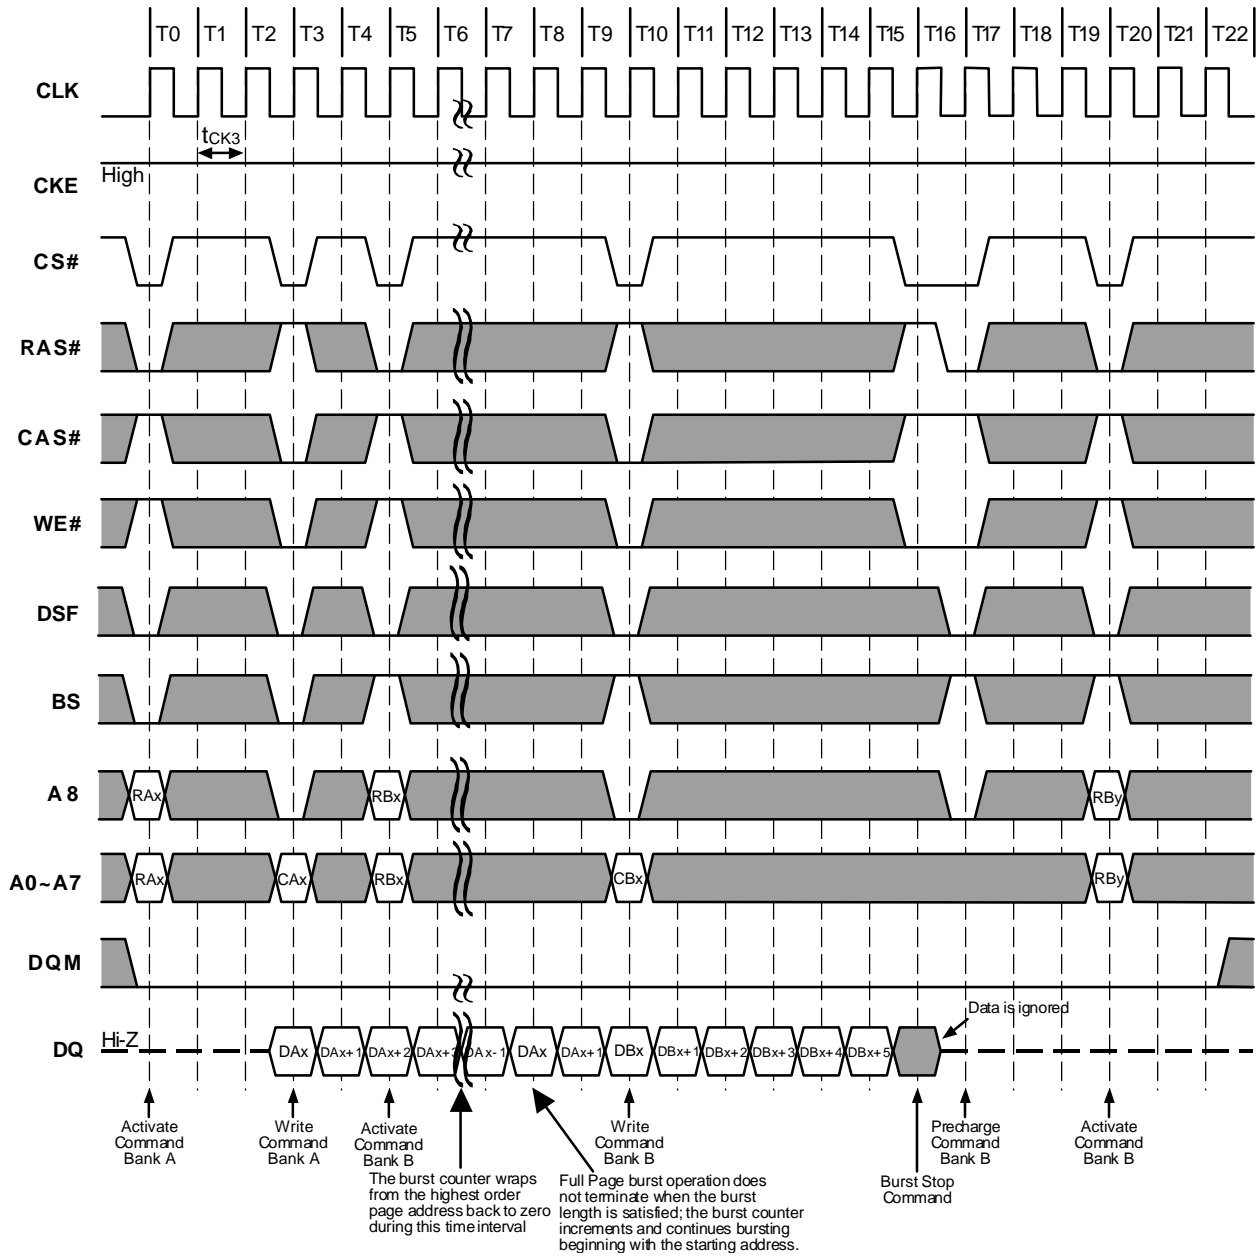 T0 T1 T2 T3 T4 T5 T6 T7 T8 T9 T10 T11 T12 T13 T14 T15 T16 T17 T18 T19 T20 T21 T22
CLK
tCK3
High
CKE
CS#
RAS#
CAS#
WE#
DSF
BS
A8 RAx RBx RBy
A0~A7 RAx CAx RBx CBx RBy
DQM
Data is ignored
DQ Hi-Z DAx DAx+1 DAx+2 DAx-1 DAx DAx+1 DBx DBx+1 DBx+2 DBx+3 DBx+4 DBx+5
Activate
Command
Bank A
Write
Command
Bank A
Activate
Command
Bank B
The burst counter wraps
from the highest order
page address back to zero
during this time interval
Full Page burst operation does
not terminate when the burst
length is satisfied; the burst counter
increments and continues bursting
beginning with the starting address.
Write
Command
Bank B
Burst Stop
Command
Precharge
Command
Bank B
Activate
Command
Bank B